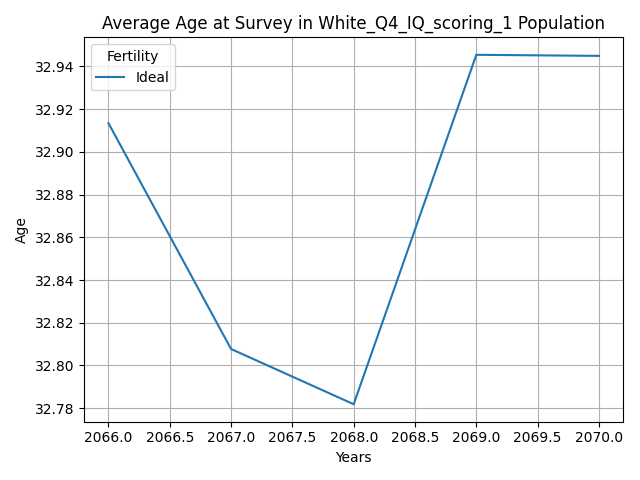 Average Age at Survey in White_Q4_IQ_scoring_1 Population
Fertility
Ideal
32.94
32.92
32.90
32.88
32.86
32.84
32.82
32.80
32.78
Age
2066.0 2066.5 2067.0 2067.5 2068.0 2068.5 2069.0 2069.5 2070.0
Years